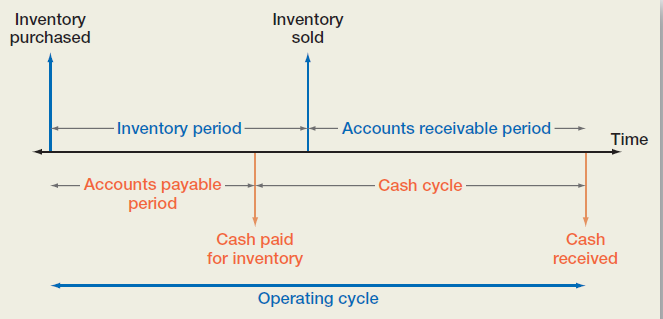 Inventory
purchased
Inventory
sold
Inventory period
Accounts receivable period
Time
Accounts payable
period
Cash cycle
Cash paid
for inventory
Cash
received
Operating cycle